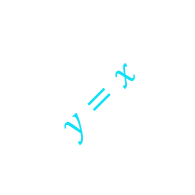 y = x